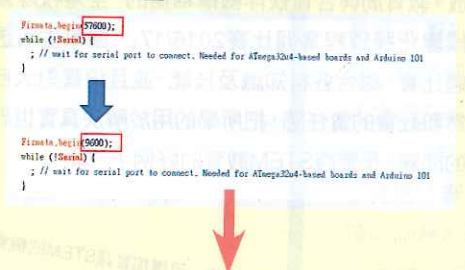 Firmata.begin(57600);
while (!Serial) {
; // wait for serial port to connect. Needed for ATmega32u4-based boards and Arduino 101
}
Firmata.begin(9600);
while (!Serial) {
; // wait for serial port to connect. Needed for ATmega32u4-based boards and Arduino 101
}